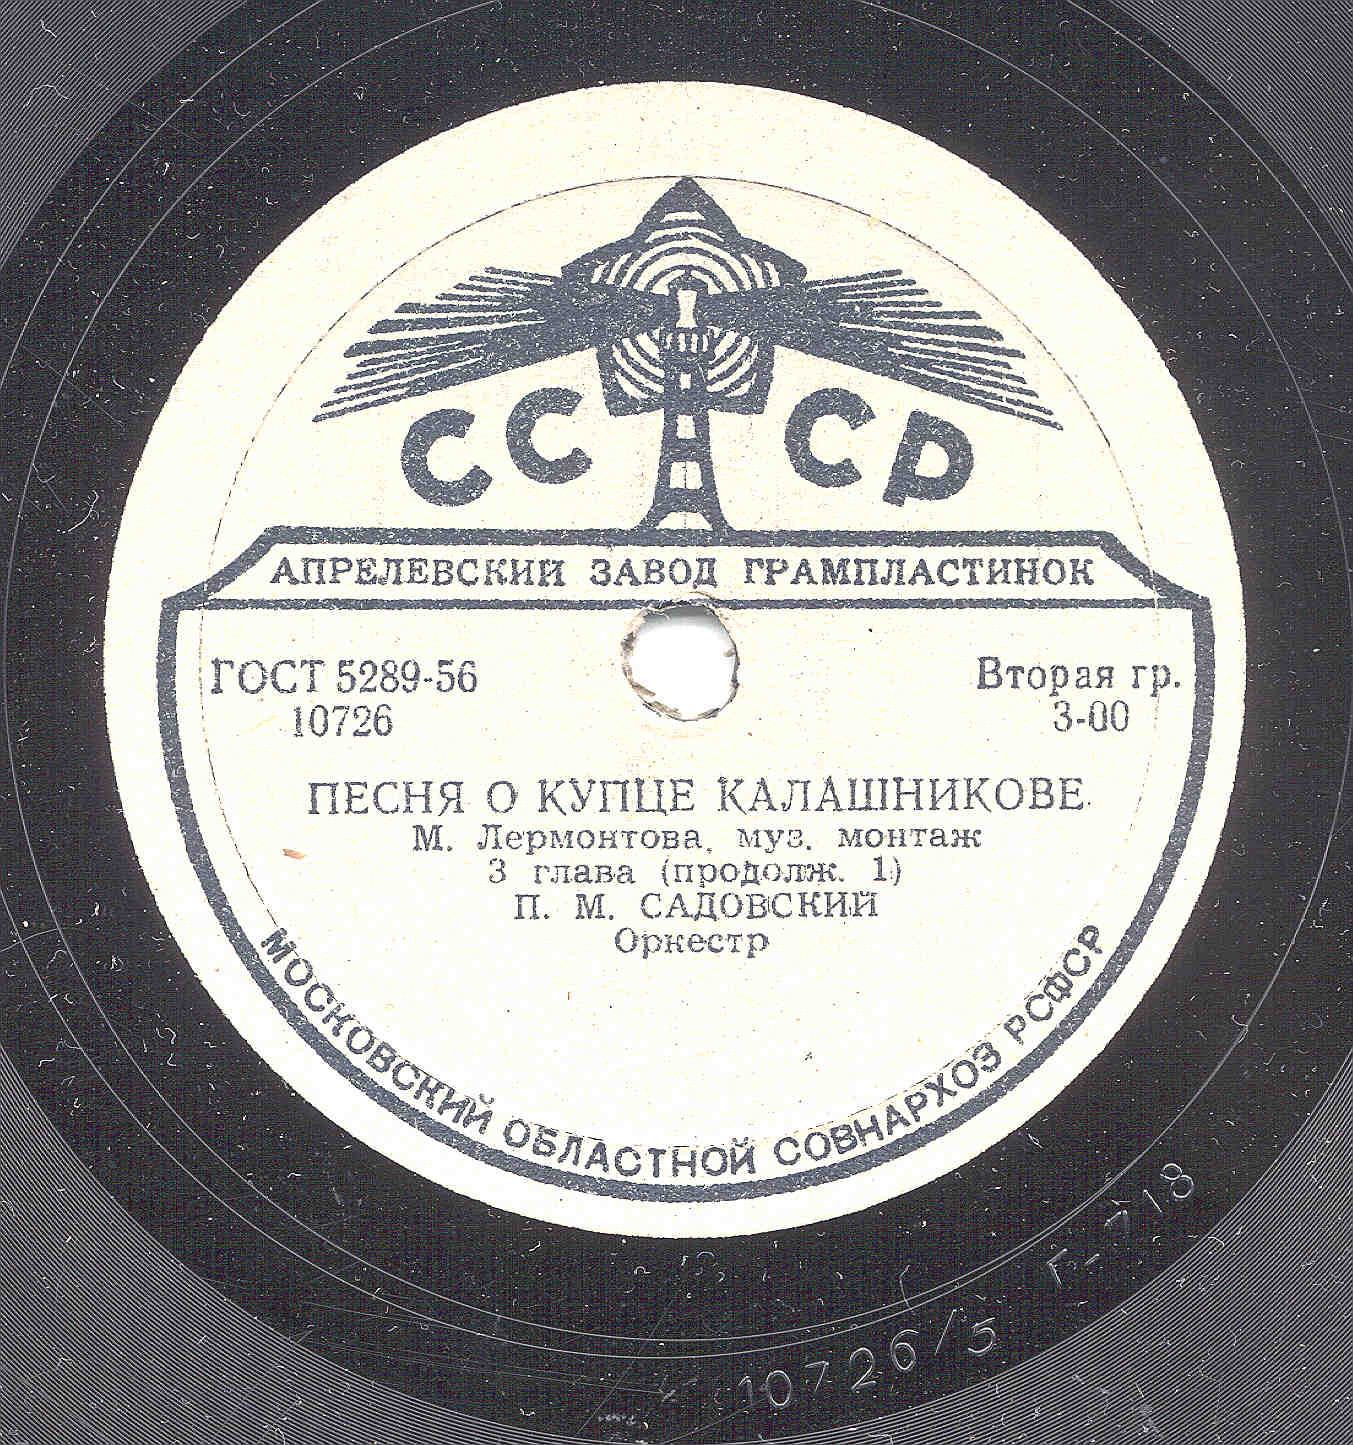 СССР
АПРЕЛЕВСКИЙ ЗАВОД ГРАМПЛАСТИНОК
ГОСТ 5289-56
10726
Вторая гр.
3-00
ПЕСНЯ О КУПЦЕ КАЛАШНИКОВЕ
М. Лермонтова, муз. монтаж
3 глава (продолж. 1)
П. М. САДОВСКИЙ
Оркестр
МОСКОВСКИЙ ОБЛАСТНОЙ СОВНАРХОЗ РСФСР
10726/5